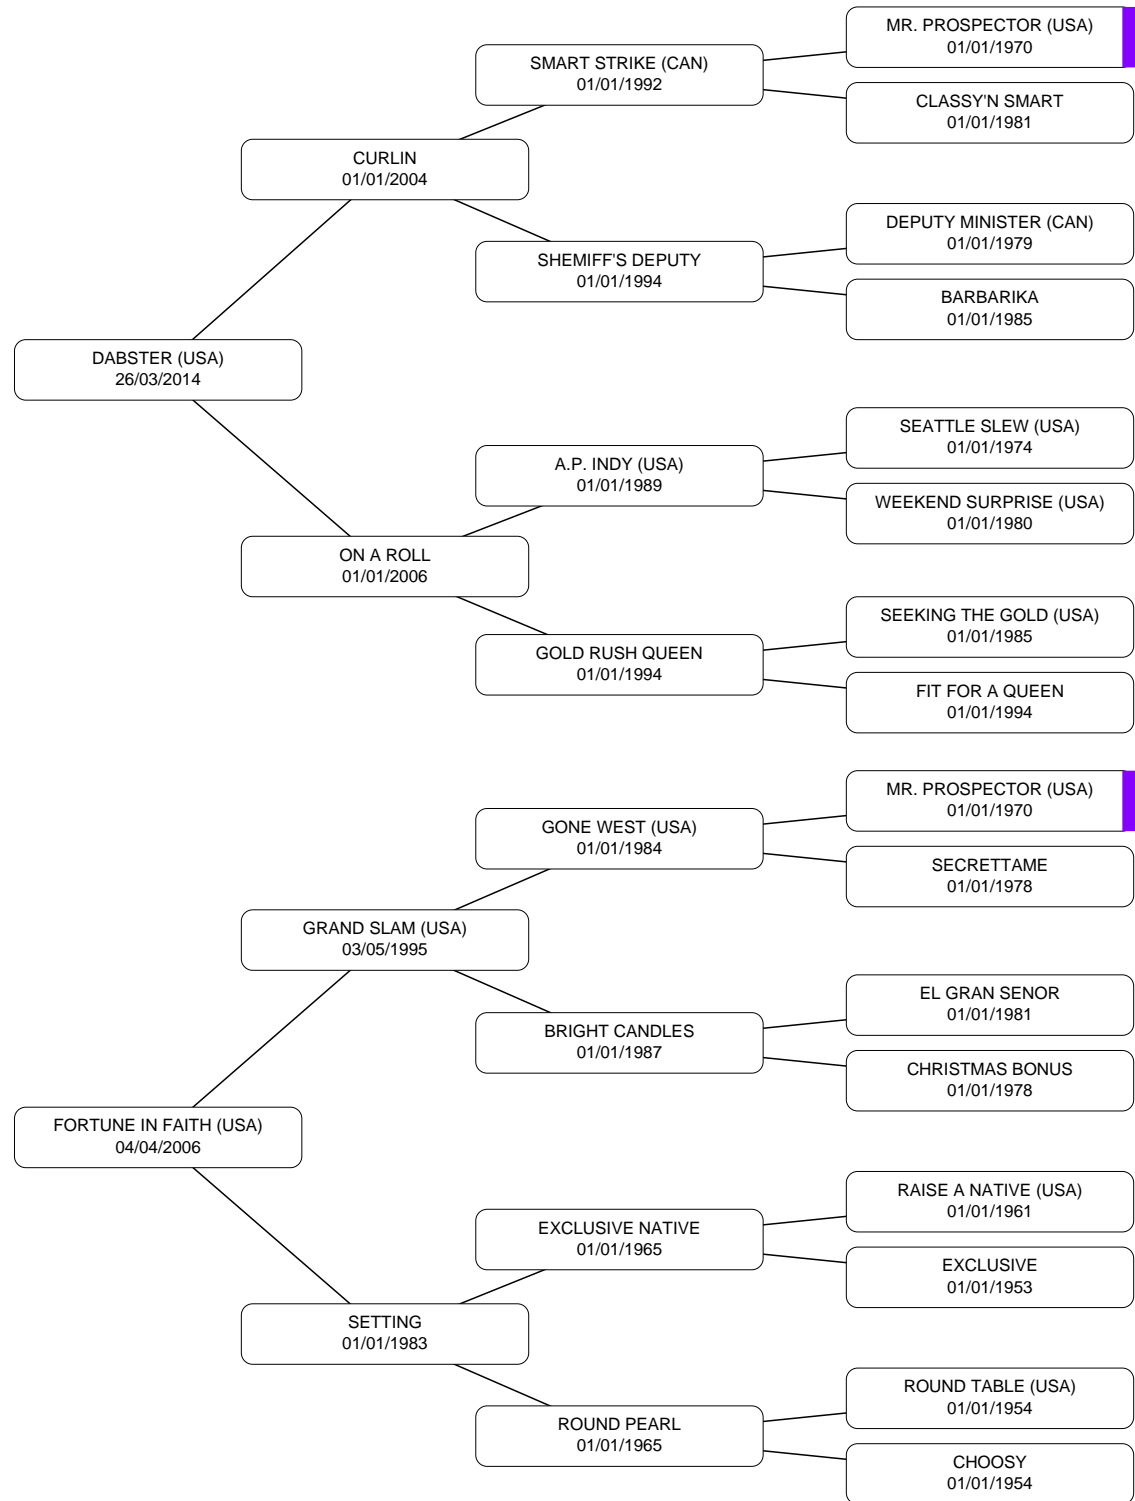 MR. PROSPECTOR (USA)
01/01/1970
SMART STRIKE (CAN)
01/01/1992
CLASSY'N SMART
01/01/1981
CURLIN
01/01/2004
DEPUTY MINISTER (CAN)
01/01/1979
SHEMIFF'S DEPUTY
01/01/1994
BARBARIKA
01/01/1985
DABSTER (USA)
26/03/2014
SEATTLE SLEW (USA)
01/01/1974
A.P. INDY (USA)
01/01/1989
WEEKEND SURPRISE (USA)
01/01/1980
ON A ROLL
01/01/2006
SEEKING THE GOLD (USA)
01/01/1985
GOLD RUSH QUEEN
01/01/1994
FIT FOR A QUEEN
01/01/1994
MR. PROSPECTOR (USA)
01/01/1970
GONE WEST (USA)
01/01/1984
SECRETTAME
01/01/1978
GRAND SLAM (USA)
03/05/1995
EL GRAN SENOR
01/01/1981
BRIGHT CANDLES
01/01/1987
CHRISTMAS BONUS
01/01/1978
FORTUNE IN FAITH (USA)
04/04/2006
RAISE A NATIVE (USA)
01/01/1961
EXCLUSIVE NATIVE
01/01/1965
EXCLUSIVE
01/01/1953
SETTING
01/01/1983
ROUND TABLE (USA)
01/01/1954
ROUND PEARL
01/01/1965
CHOOSY
01/01/1954